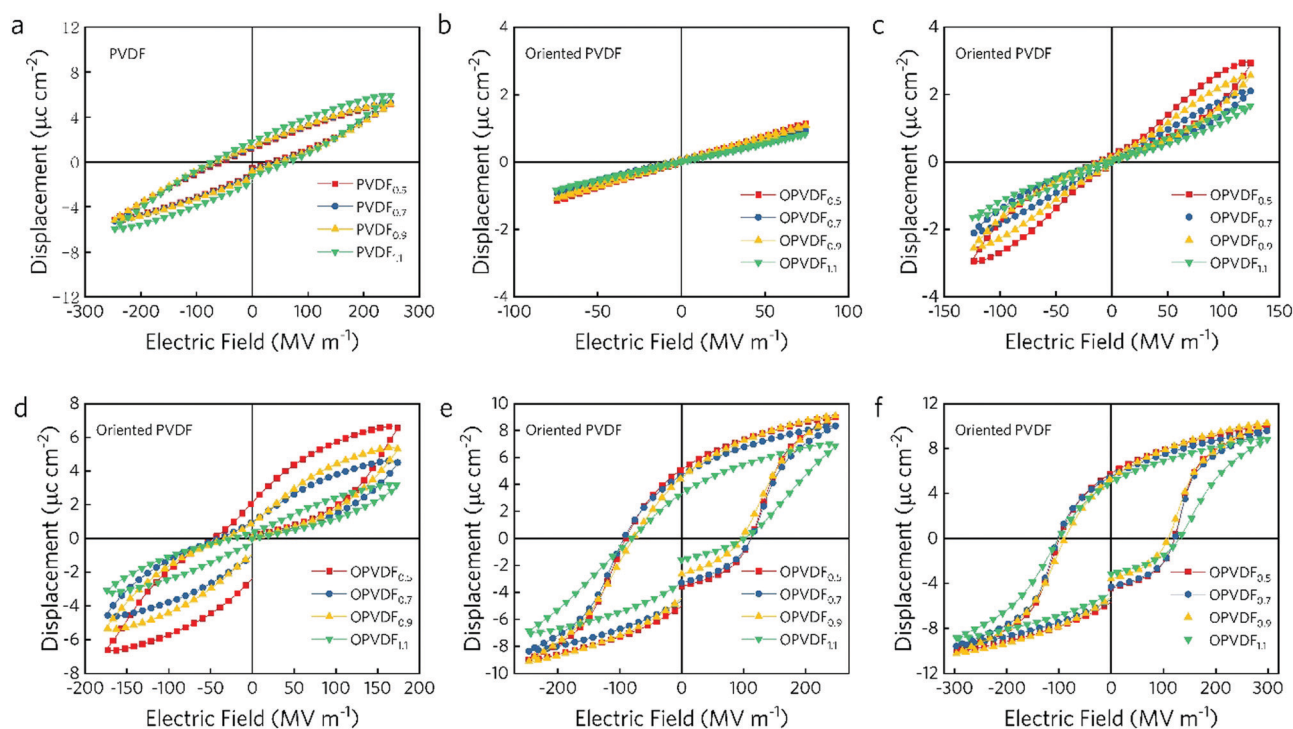 a
PVDF
Displacement (μc cm⁻²)
12
8
4
0
-4
-8
-12
PVDF₀.₅
PVDF₀.₇
PVDF₀.₉
PVDF₁.₁
-300 -200 -100 0 100 200 300
Electric Field (MV m⁻¹)
b
Oriented PVDF
Displacement (μc cm⁻²)
4
2
0
-2
-4
OPVDF₀.₅
OPVDF₀.₇
OPVDF₀.₉
OPVDF₁.₁
-100 -50 0 50 100
Electric Field (MV m⁻¹)
c
Oriented PVDF
Displacement (μc cm⁻²)
4
2
0
-2
-4
OPVDF₀.₅
OPVDF₀.₇
OPVDF₀.₉
OPVDF₁.₁
-150 -100 -50 0 50 100 150
Electric Field (MV m⁻¹)
d
Oriented PVDF
Displacement (μc cm⁻²)
8
6
4
2
0
-2
-4
-6
-8
OPVDF₀.₅
OPVDF₀.₇
OPVDF₀.₉
OPVDF₁.₁
-200 -150 -100 -50 0 50 100 150 200
Electric Field (MV m⁻¹)
e
Oriented PVDF
Displacement (μc cm⁻²)
10
8
6
4
2
0
-2
-4
-6
-8
-10
OPVDF₀.₅
OPVDF₀.₇
OPVDF₀.₉
OPVDF₁.₁
-200 -100 0 100 200
Electric Field (MV m⁻¹)
f
Oriented PVDF
Displacement (μc cm⁻²)
12
8
4
0
-4
-8
-12
OPVDF₀.₅
OPVDF₀.₇
OPVDF₀.₉
OPVDF₁.₁
-300 -200 -100 0 100 200 300
Electric Field (MV m⁻¹)